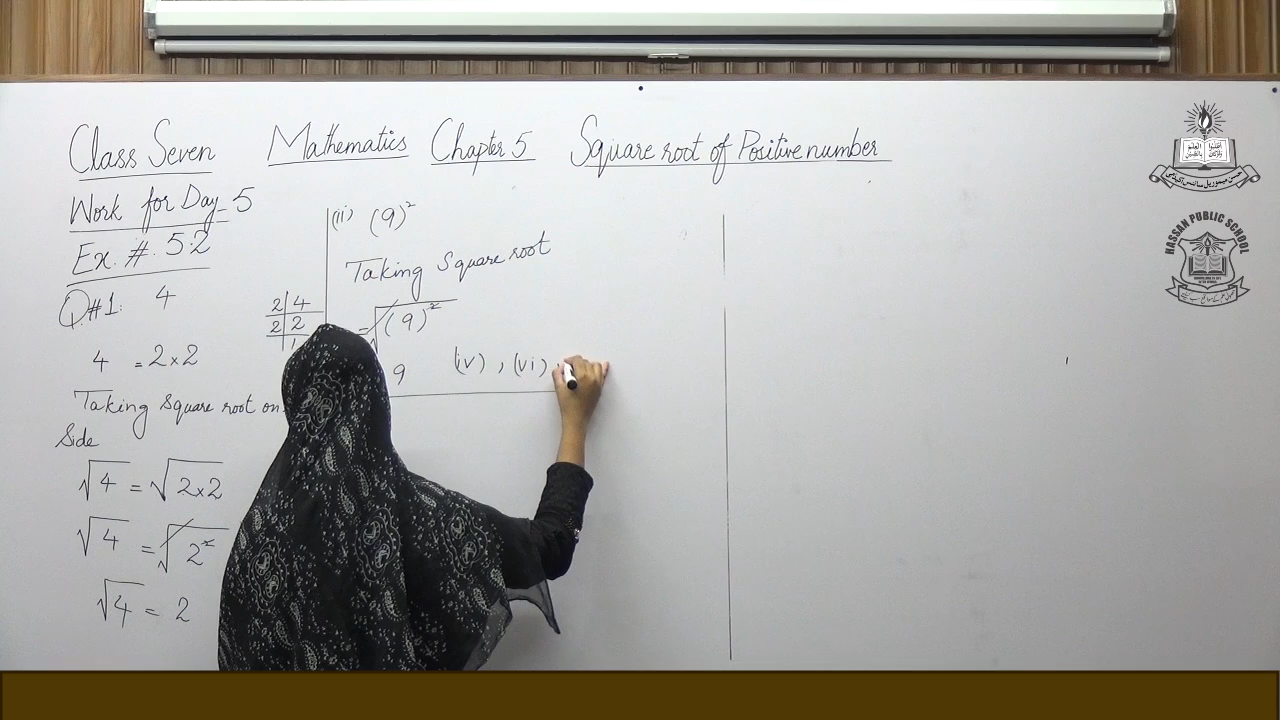 Class Seven Mathematics Chapter 5 Square root of Positive number
Work for Day_5
Ex. #. 5.2
Q#1: 4
2 | 4
2 | 2
1
4 = 2×2
Taking square root on
Side
√4 = √2×2
√4 = √2²
√4 = 2
(ii) (9)²
Taking square root
= √(9)²
9
(iv) , (vi) ,
HASSAN PUBLIC SCHOOL